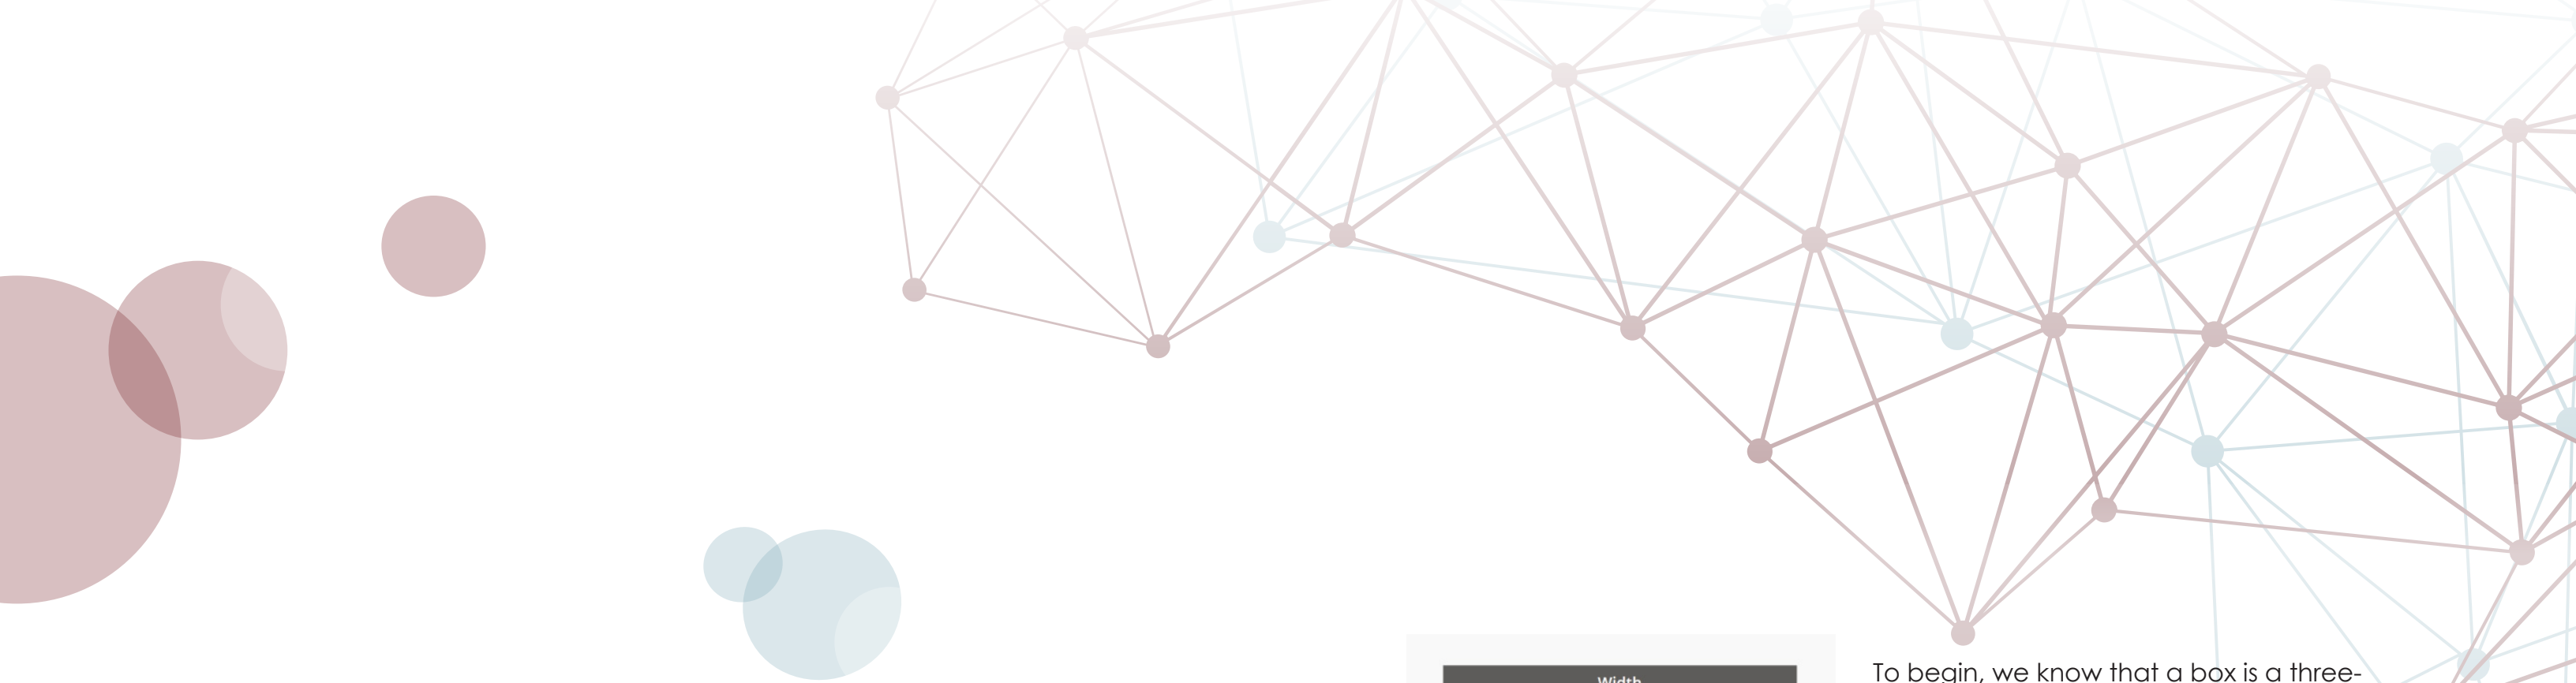 Width
To begin, we know that a box is a three-